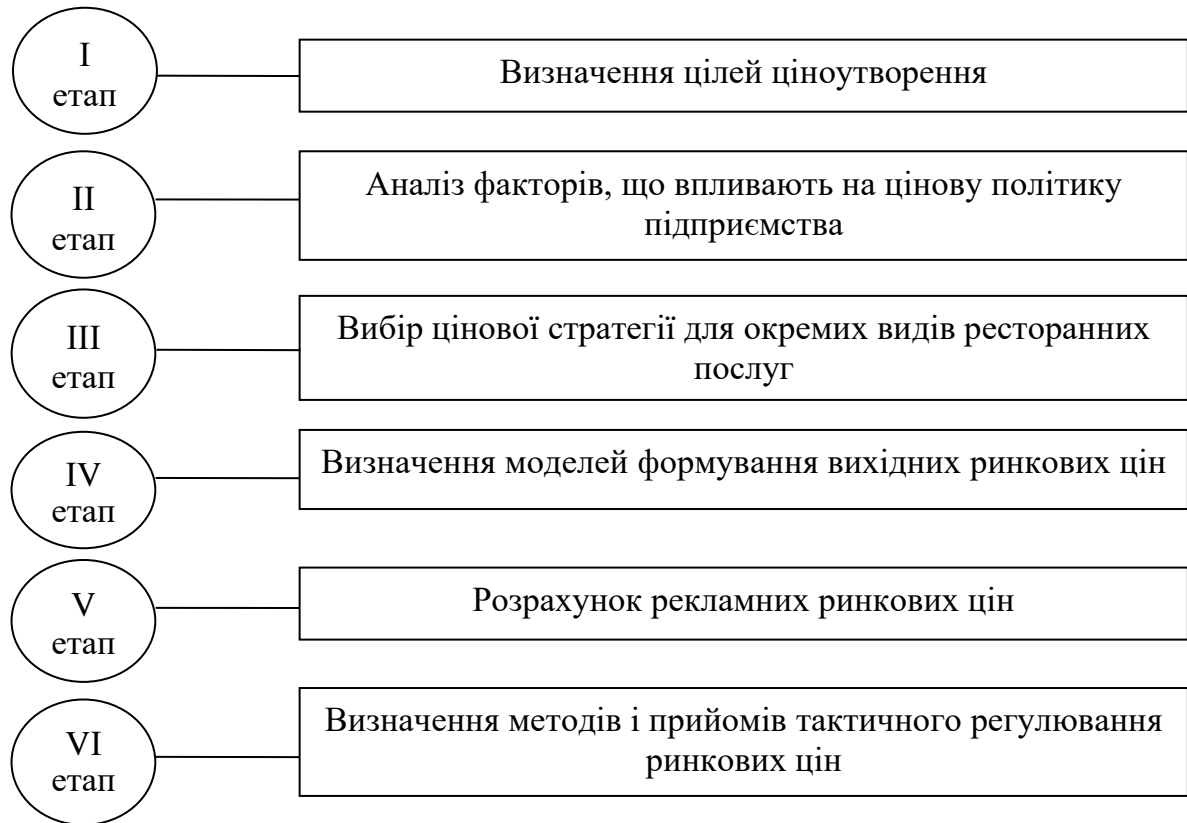 I
етап
Визначення цілей ціноутворення
II
етап
Аналіз факторів, що впливають на цінову політику
підприємства
III
етап
Вибір цінової стратегії для окремих видів ресторанних
послуг
IV
етап
Визначення моделей формування вихідних ринкових цін
V
етап
Розрахунок рекламних ринкових цін
VI
етап
Визначення методів і прийомів тактичного регулювання
ринкових цін